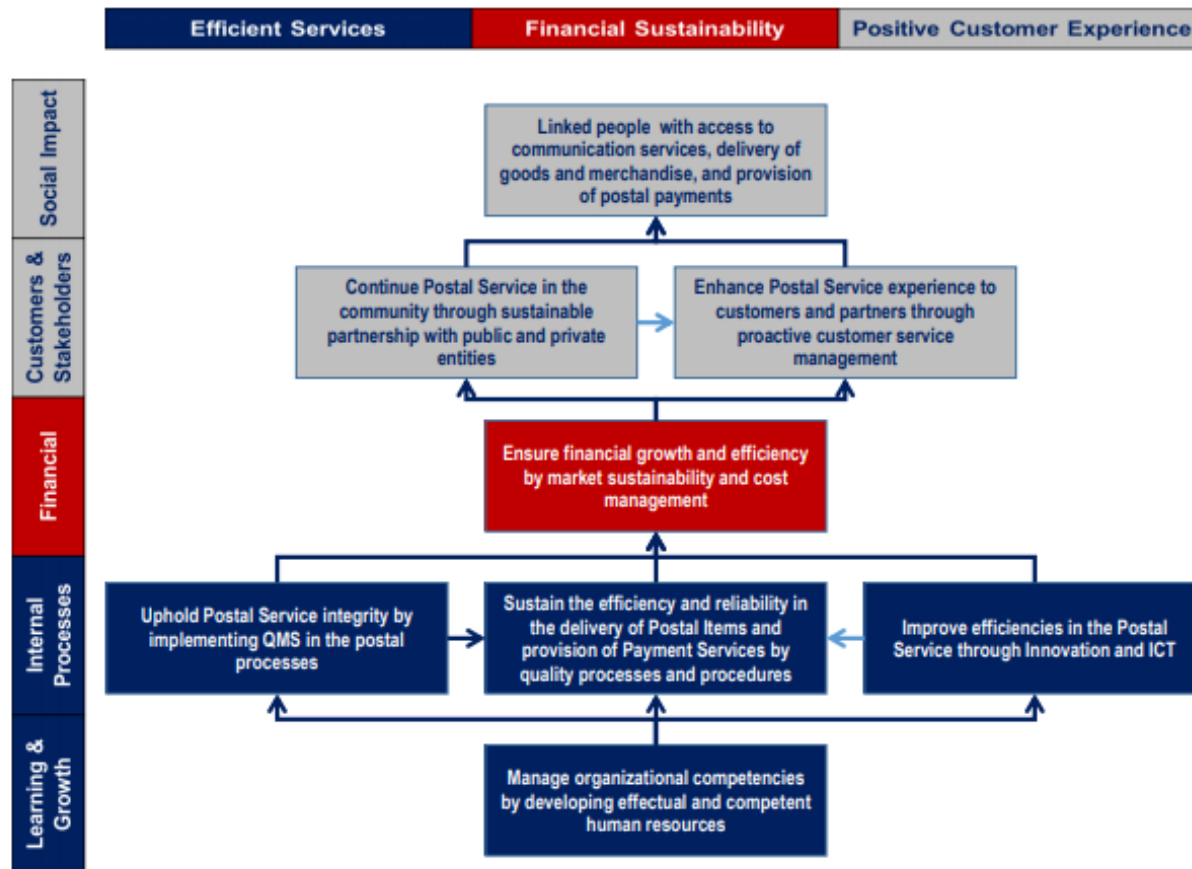 Efficient Services
Financial Sustainability
Positive Customer Experience
Social Impact
Linked people with access to
communication services, delivery of
goods and merchandise, and provision
of postal payments
Customers &
Stakeholders
Continue Postal Service in the
community through sustainable
partnership with public and private
entities
Enhance Postal Service experience to
customers and partners through
proactive customer service
management
Financial
Ensure financial growth and efficiency
by market sustainability and cost
management
Internal
Processes
Uphold Postal Service integrity by
implementing QMS in the postal
processes
Sustain the efficiency and reliability in
the delivery of Postal Items and
provision of Payment Services by
quality processes and procedures
Improve efficiencies in the Postal
Service through Innovation and ICT
Learning &
Growth
Manage organizational competencies
by developing effectual and competent
human resources